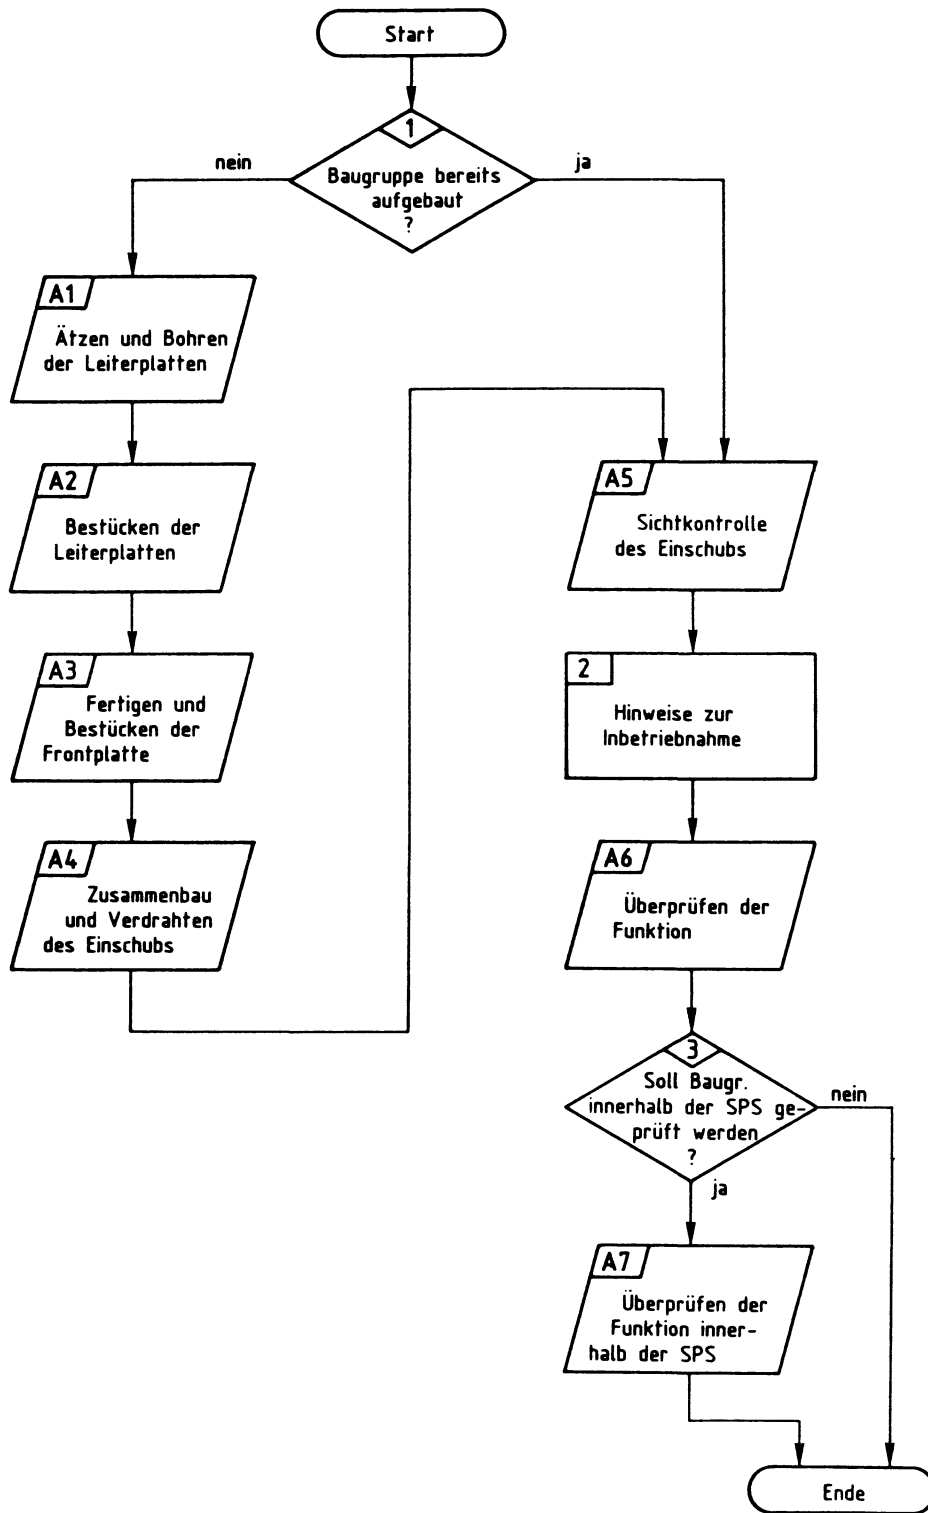 Start
1
nein
ja
Baugruppe bereits
aufgebaut
?
A1
Ätzen und Bohren
der Leiterplatten
A2
Bestücken der
Leiterplatten
A3
Fertigen und
Bestücken der
Frontplatte
A4
Zusammenbau
und Verdrahten
des Einschubs
A5
Sichtkontrolle
des Einschubs
2
Hinweise zur
Inbetriebnahme
A6
Überprüfen der
Funktion
3
Soll Baugr.
innerhalb der SPS ge-
prüft werden
?
nein
ja
A7
Überprüfen der
Funktion inner-
halb der SPS
Ende